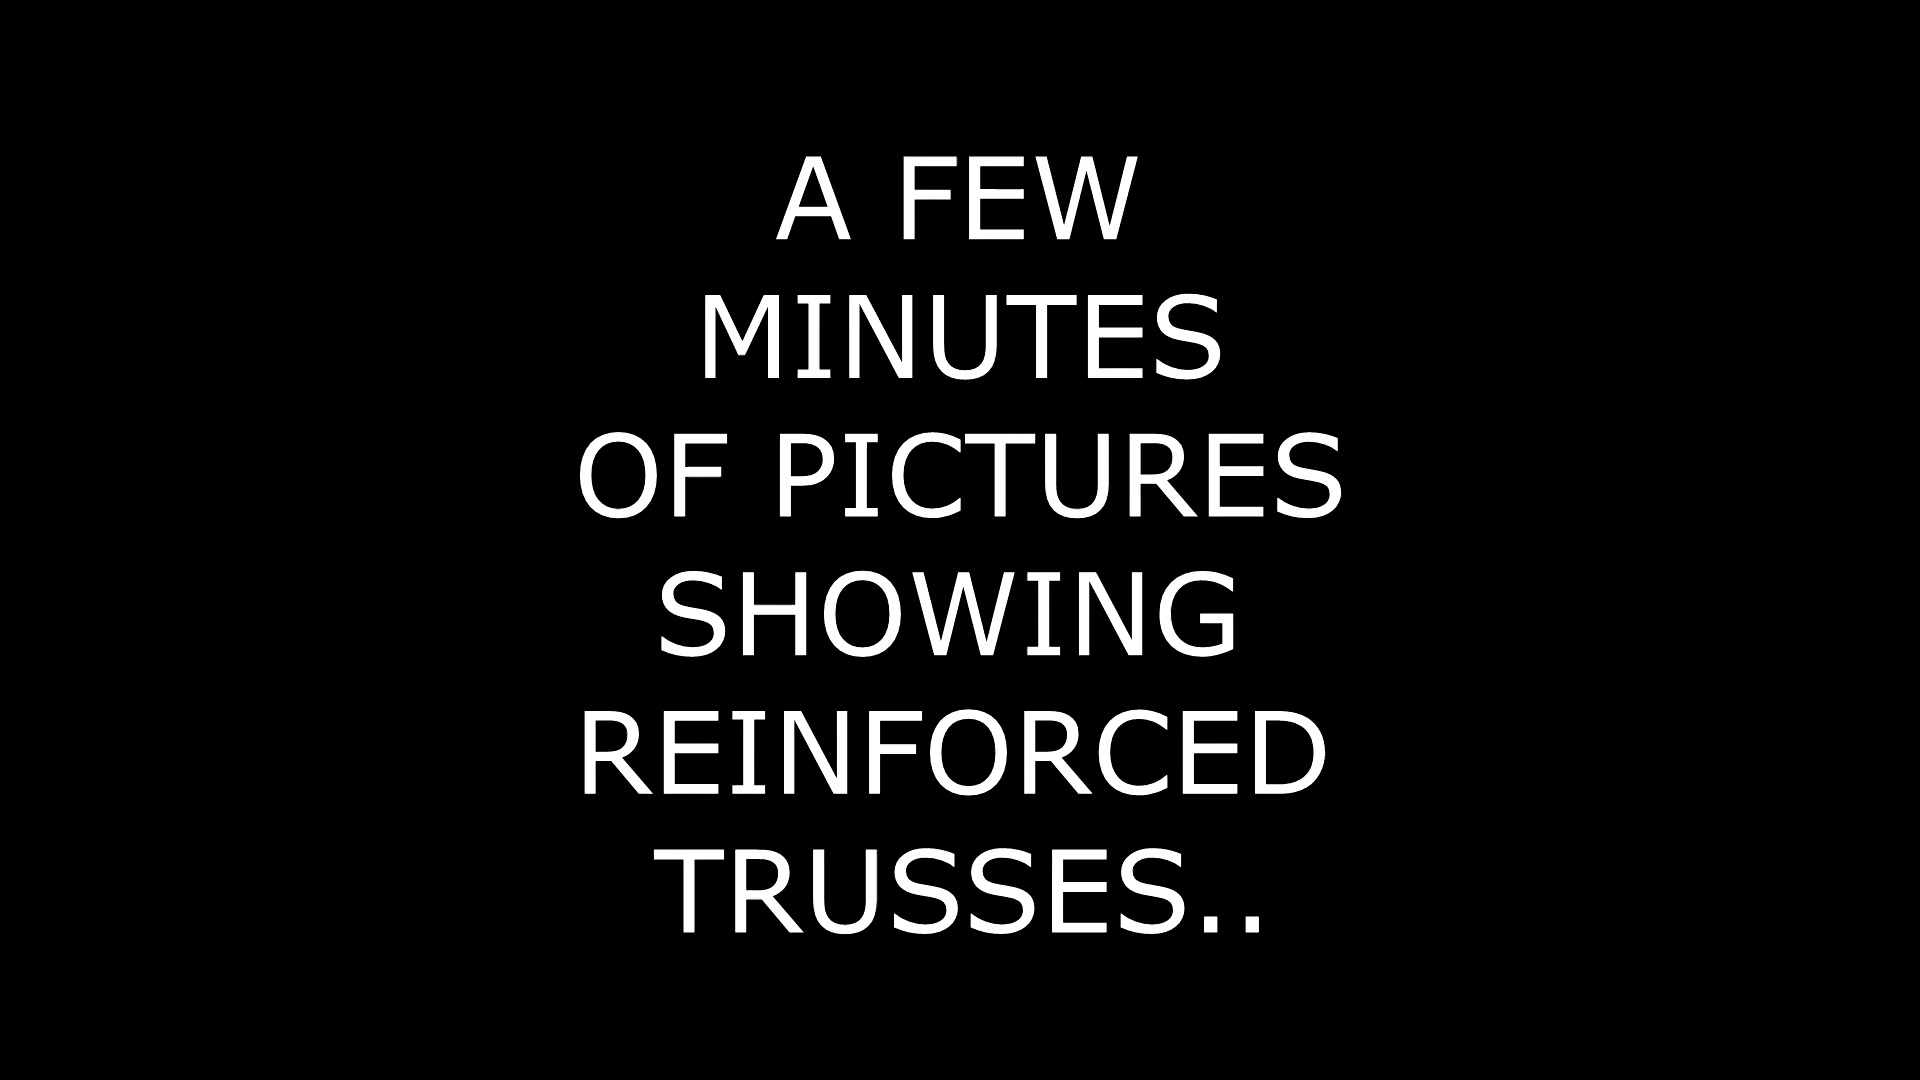 A FEW
MINUTES
OF PICTURES
SHOWING
REINFORCED
TRUSSES..